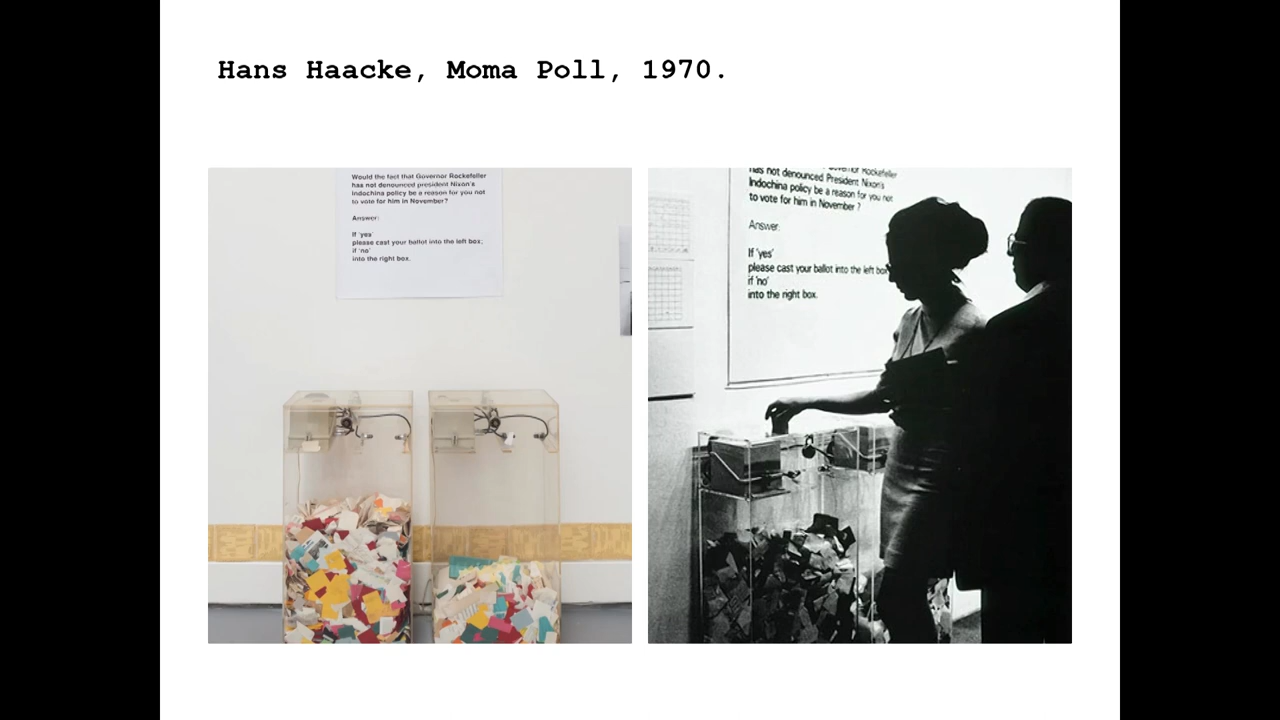 Hans Haacke, Moma Poll, 1970.
Would the fact that Governor Rockefeller
has not denounced president Nixon's
Indochina policy be a reason for you not
to vote for him in November?
Answer:
If 'yes'
please cast your ballot into the left box;
if 'no'
into the right box.
Governor Rockefeller
has not denounced President Nixon's
Indochina policy be a reason for you not
to vote for him in November ?
Answer:
If 'yes'
please cast your ballot into the left box
if 'no'
into the right box.